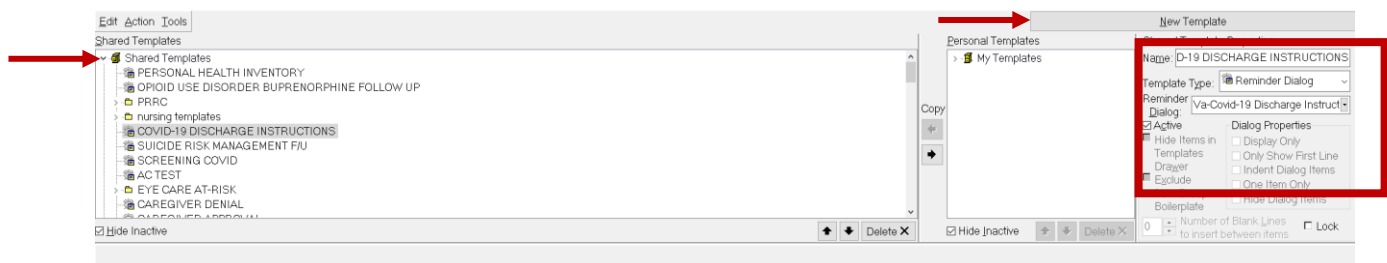 Edit Action Tools
New Template
Shared Templates
Personal Templates
Shared Templates
PERSONAL HEALTH INVENTORY
OPIOID USE DISORDER BUPRENORPHINE FOLLOW UP
PRRC
nursing templates
COVID-19 DISCHARGE INSTRUCTIONS
SUICIDE RISK MANAGEMENT F/U
SCREENING COVID
AC TEST
EYE CARE AT-RISK
CAREGIVER DENIAL
CAREGIVER APPROVAL
Hide Inactive
Delete X
Copy
My Templates
Hide Inactive
Delete X
Name: D-19 DISCHARGE INSTRUCTIONS
Template Type: Reminder Dialog
Reminder Dialog: Va-Covid-19 Discharge Instruct
Active
Hide Items in
Templates
Drawer
Exclude
Boilerplate
Dialog Properties
Display Only
Only Show First Line
Indent Dialog Items
One Item Only
Hide Dialog Items
0 Number of Blank Lines
to insert between items
Lock